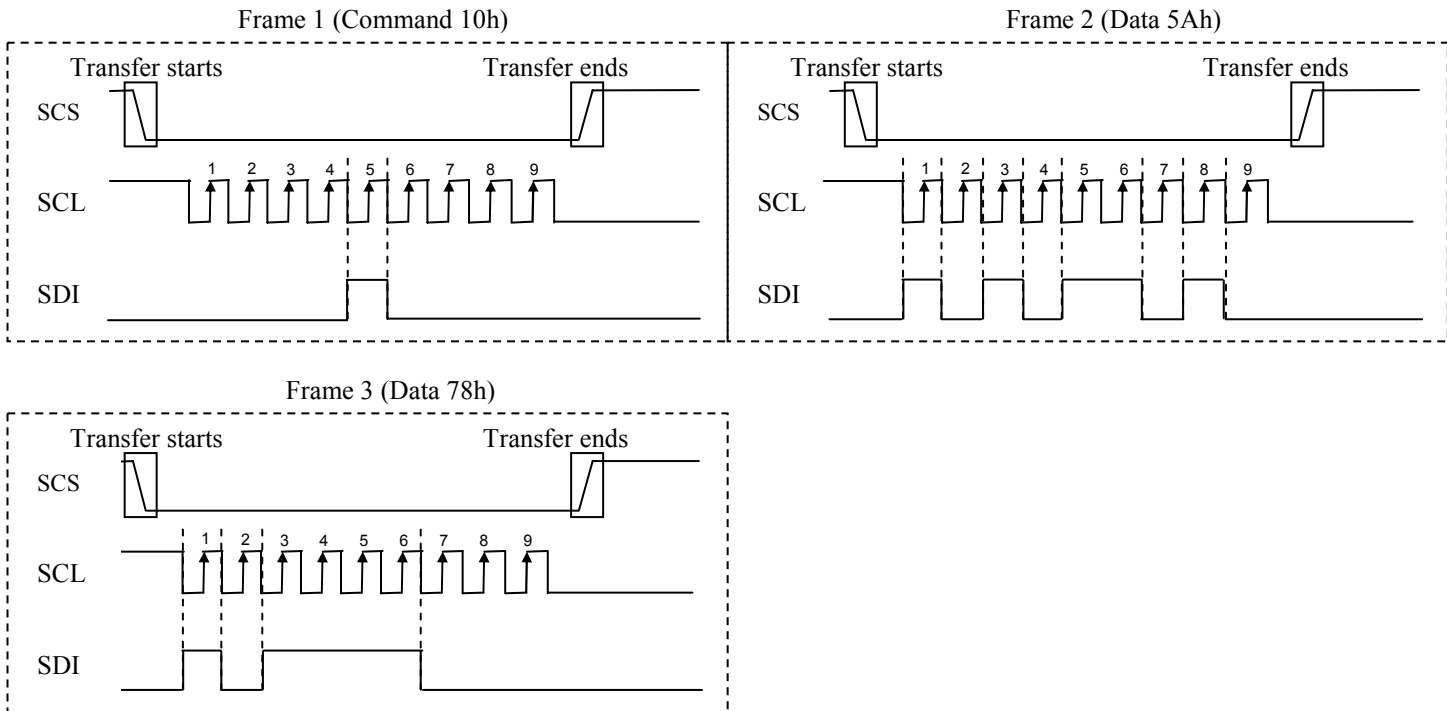 Frame 1 (Command 10h)
Transfer starts Transfer ends
SCS
1 2 3 4 5 6 7 8 9
SCL
SDI
Frame 2 (Data 5Ah)
Transfer starts Transfer ends
SCS
1 2 3 4 5 6 7 8 9
SCL
SDI
Frame 3 (Data 78h)
Transfer starts Transfer ends
SCS
1 2 3 4 5 6 7 8 9
SCL
SDI